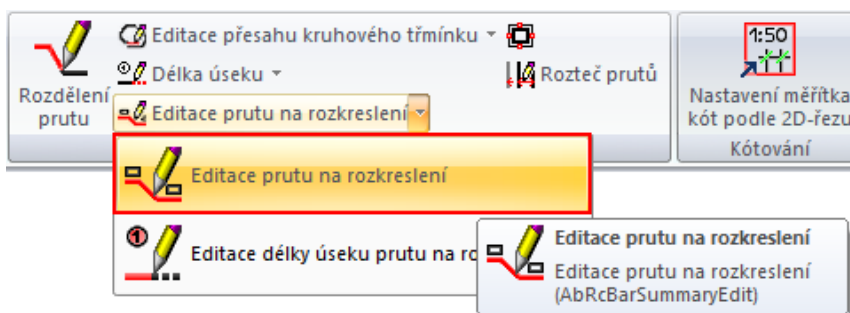 Rozdělení
prutu
Editace přesahu kruhového třmínku
Délka úseku
Editace prutu na rozkreslení
Rozteč prutů
1:50
Nastavení měřítka
kót podle 2D-řezu
Kótování
Editace prutu na rozkreslení
1
Editace délky úseku prutu na ro
Editace prutu na rozkreslení
Editace prutu na rozkreslení
(AbRcBarSummaryEdit)